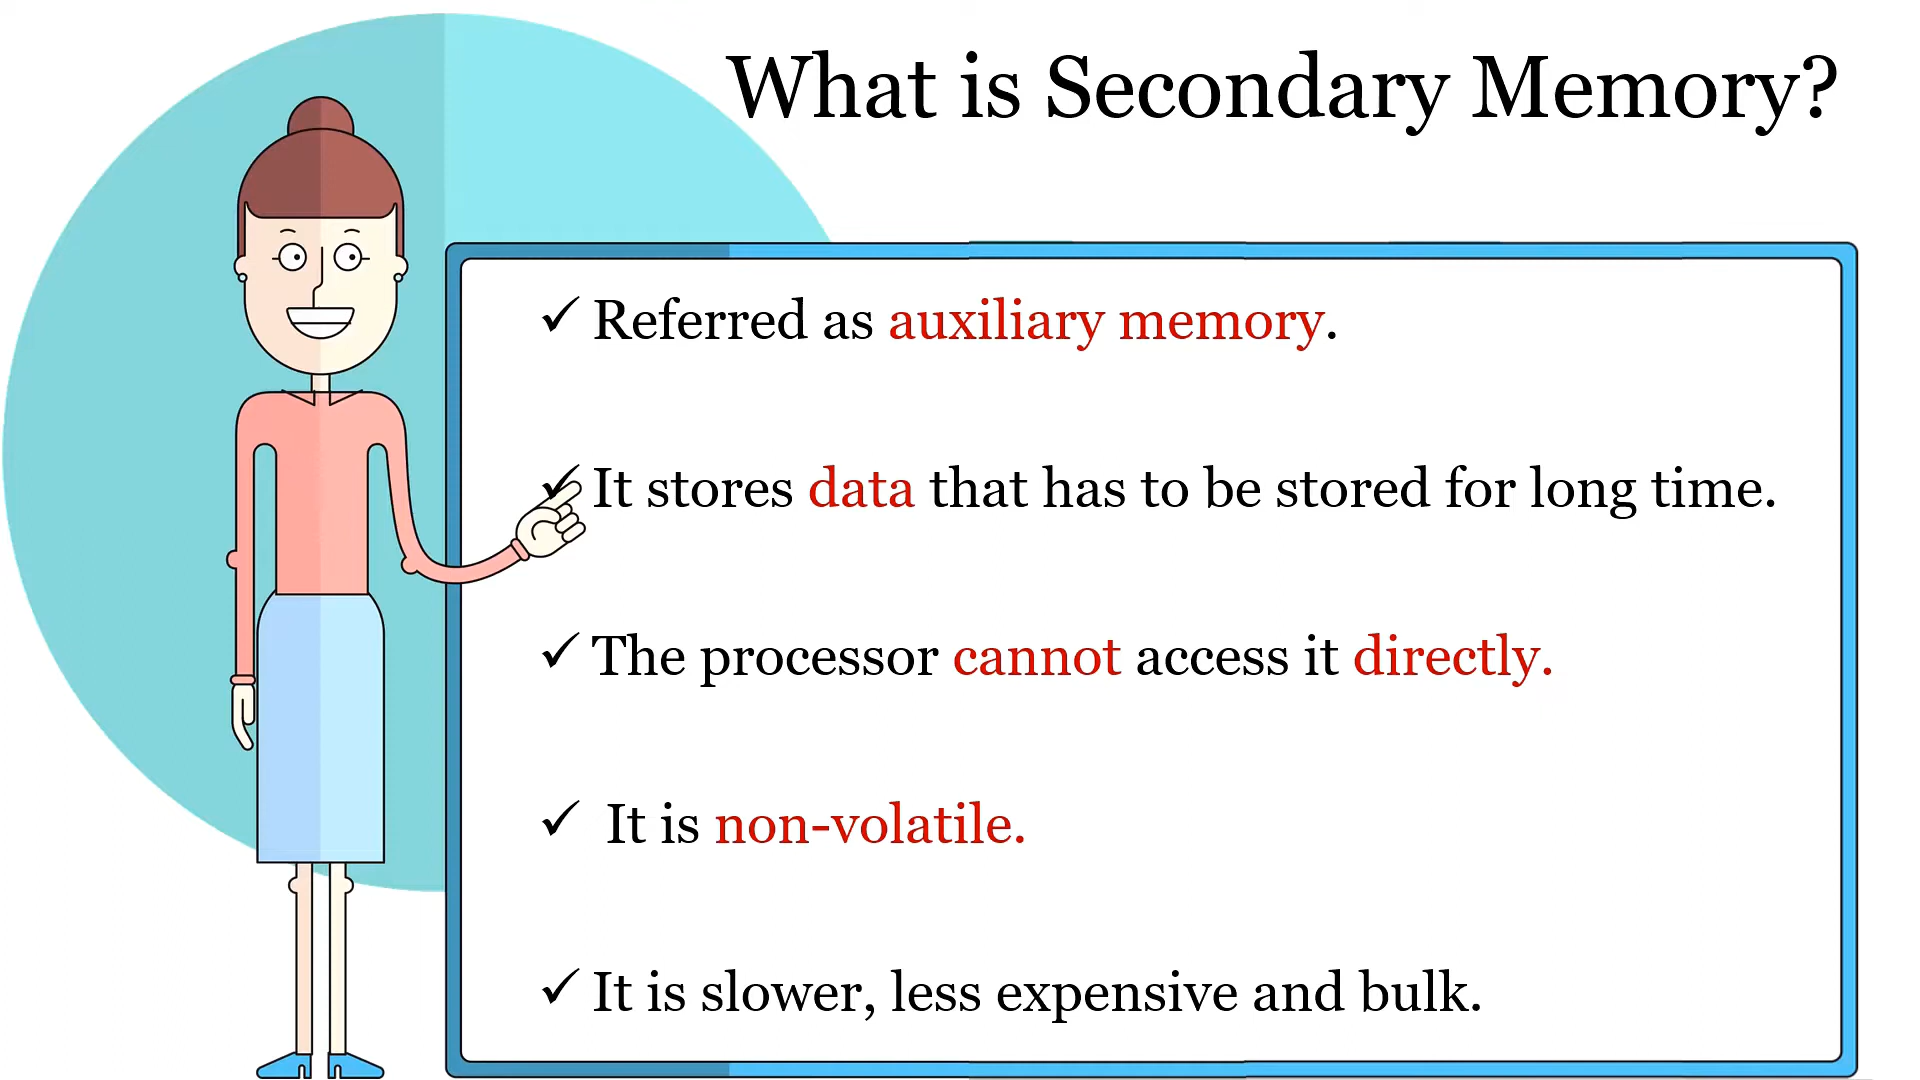 What is Secondary Memory?
✓ Referred as auxiliary memory.
✓ It stores data that has to be stored for long time.
✓ The processor cannot access it directly.
✓ It is non-volatile.
✓ It is slower, less expensive and bulk.